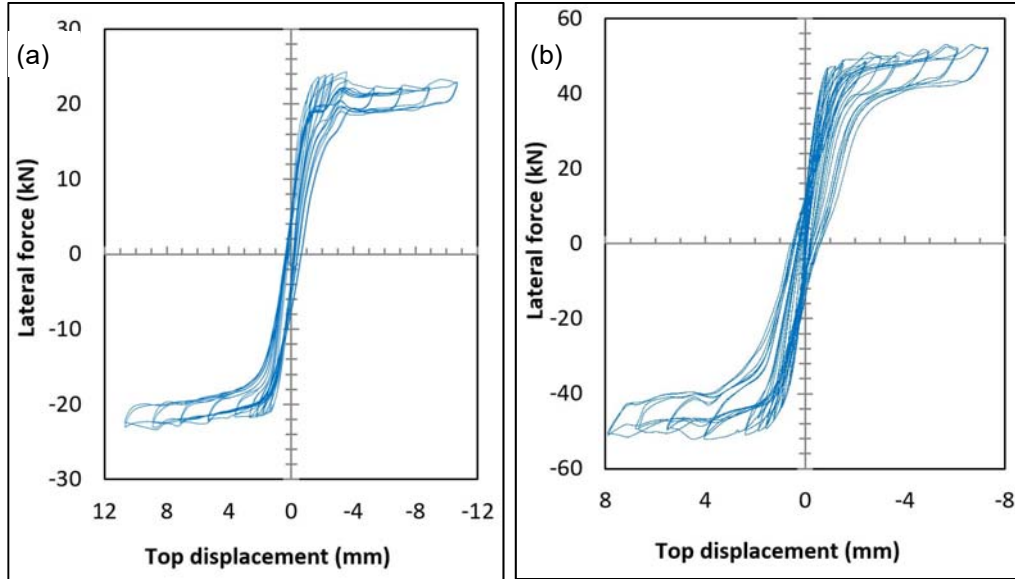 (a)
30
20
10
0
-10
-20
-30
12 8 4 0 -4 -8 -12
Lateral force (kN)
Top displacement (mm)
(b)
60
40
20
0
-20
-40
-60
8 4 0 -4 -8
Lateral force (kN)
Top displacement (mm)